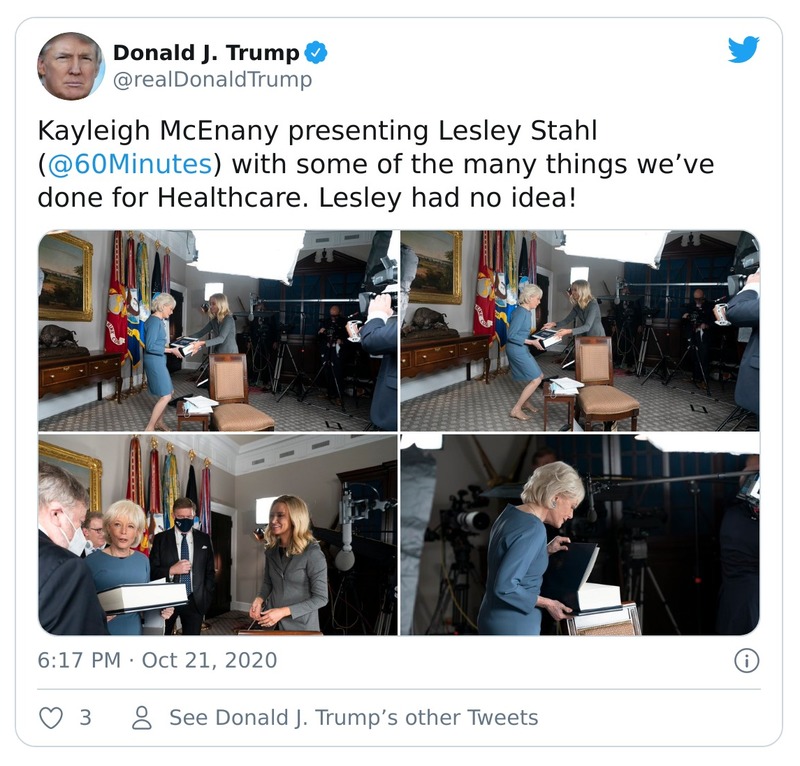 Donald J. Trump
@realDonaldTrump
Kayleigh McEnany presenting Lesley Stahl
(@60Minutes) with some of the many things we’ve
done for Healthcare. Lesley had no idea!
6:17 PM · Oct 21, 2020
3
See Donald J. Trump’s other Tweets